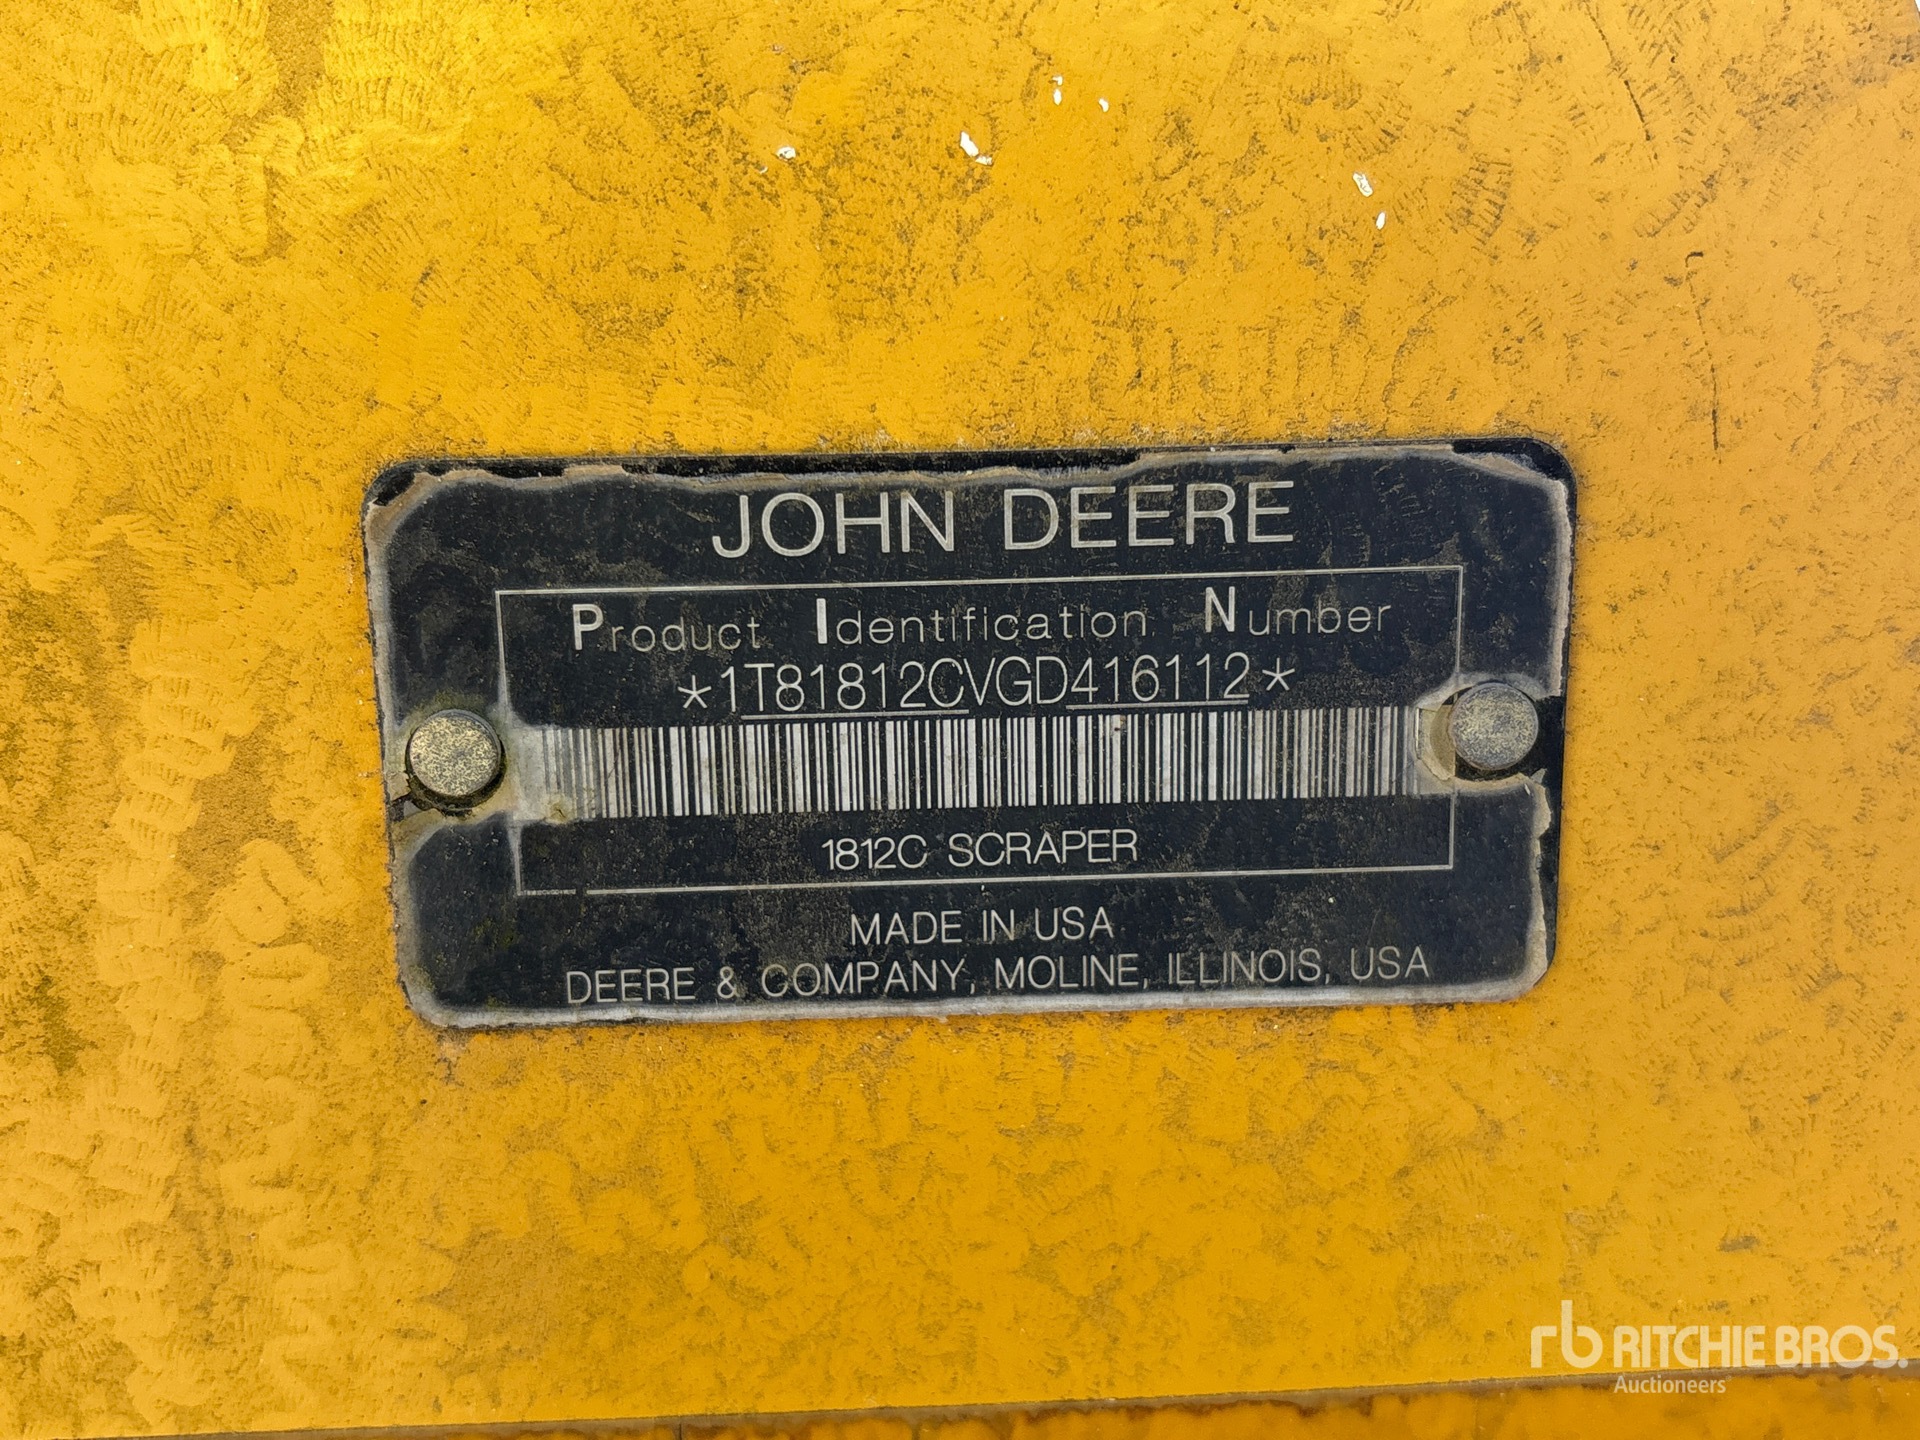 JOHN DEERE
Product Identification Number
*1T81812CVGD416112*
1812C SCRAPER
MADE IN USA
DEERE & COMPANY, MOLINE, ILLINOIS, USA
rb RITCHIE BROS.
Auctioneers